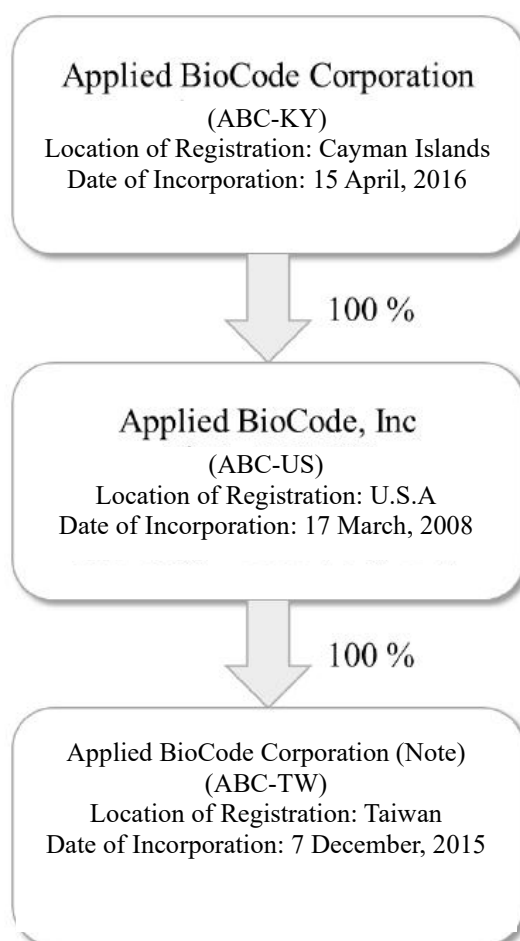 Applied BioCode Corporation
(ABC-KY)
Location of Registration: Cayman Islands
Date of Incorporation: 15 April, 2016
100 %
Applied BioCode, Inc
(ABC-US)
Location of Registration: U.S.A
Date of Incorporation: 17 March, 2008
100 %
Applied BioCode Corporation (Note)
(ABC-TW)
Location of Registration: Taiwan
Date of Incorporation: 7 December, 2015